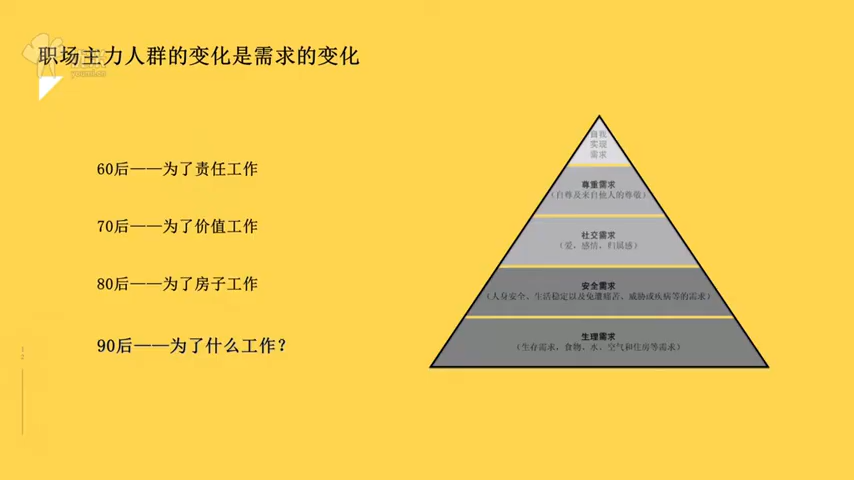 职场主力人群的变化是需求的变化
youmi.cn
60后——为了责任工作
70后——为了价值工作
80后——为了房子工作
90后——为了什么工作？
自我
实现
需求
尊重需求
（自尊及来自他人的尊敬）
社交需求
（爱、感情、归属感）
安全需求
（人身安全、生活稳定以及免遭痛苦、威胁或疾病等的需求）
生理需求
（生存需求，食物、水、空气和住房等需求）
12